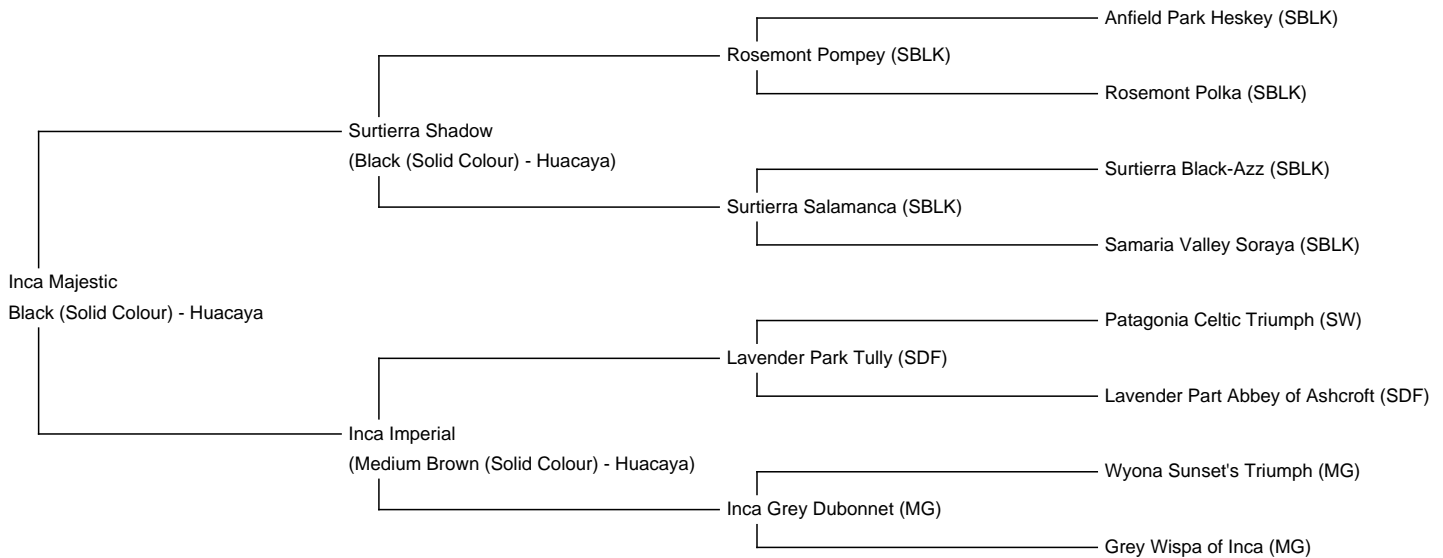 Anfield Park Heskey (SBLK)
Rosemont Pompey (SBLK)
Rosemont Polka (SBLK)
Surtierra Shadow
(Black (Solid Colour) - Huacaya)
Surtierra Black-Azz (SBLK)
Surtierra Salamanca (SBLK)
Samaria Valley Soraya (SBLK)
Inca Majestic
Black (Solid Colour) - Huacaya
Patagonia Celtic Triumph (SW)
Lavender Park Tully (SDF)
Lavender Part Abbey of Ashcroft (SDF)
Inca Imperial
(Medium Brown (Solid Colour) - Huacaya)
Wyona Sunset's Triumph (MG)
Inca Grey Dubonnet (MG)
Grey Wispa of Inca (MG)